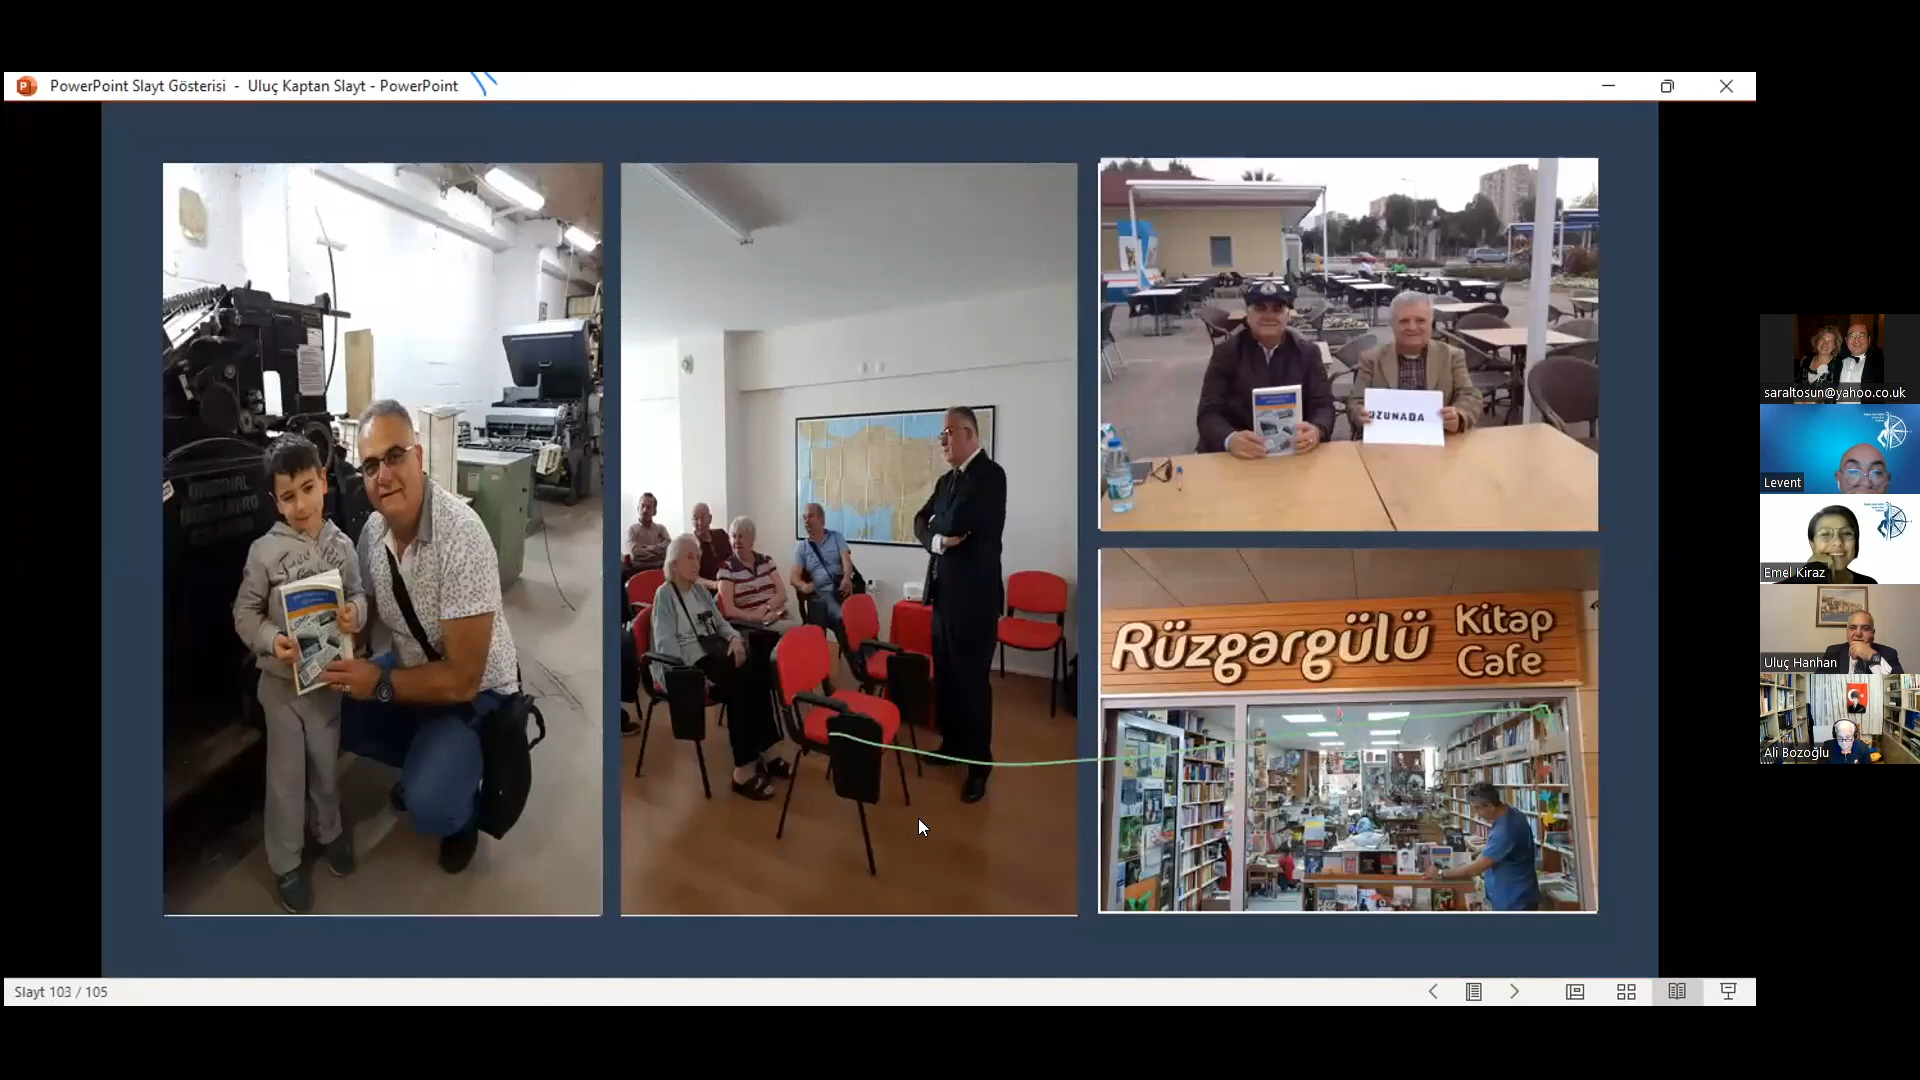 PowerPoint Slayt Gösterisi - Uluç Kaptan Slayt - PowerPoint
UZUNADA
Rüzgargülü Kitap Cafe
saraltosun@yahoo.co.uk
Levent
Emel Kiraz
Uluç Hanhan
Ali Bozoğlu
Slayt 103 / 105